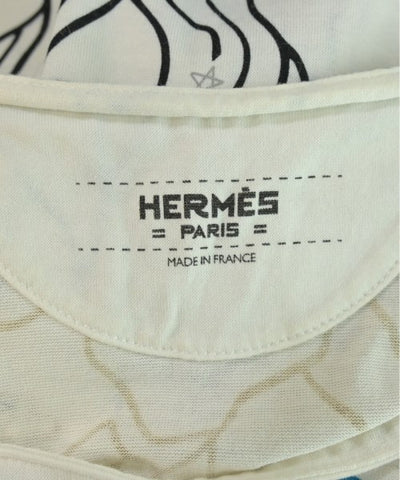 HERMÈS
= PARIS =
MADE IN FRANCE